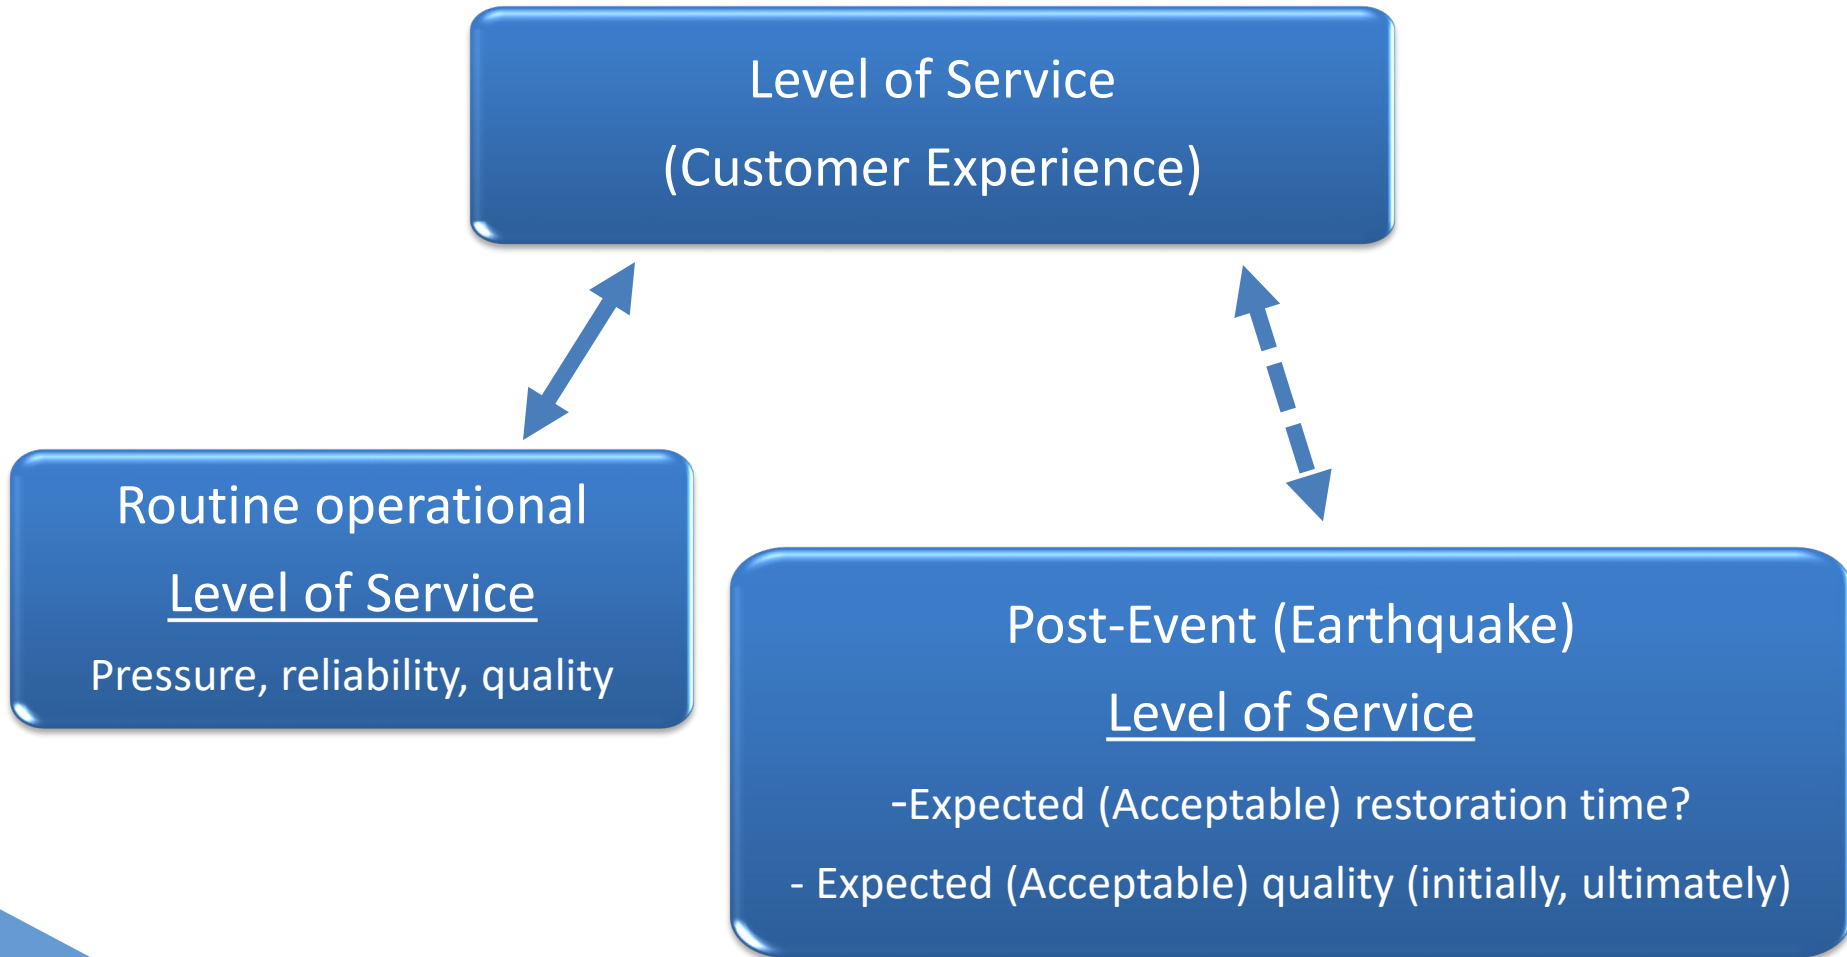 Level of Service
(Customer Experience)
Routine operational
Level of Service
Pressure, reliability, quality
Post-Event (Earthquake)
Level of Service
-Expected (Acceptable) restoration time?
- Expected (Acceptable) quality (initially, ultimately)